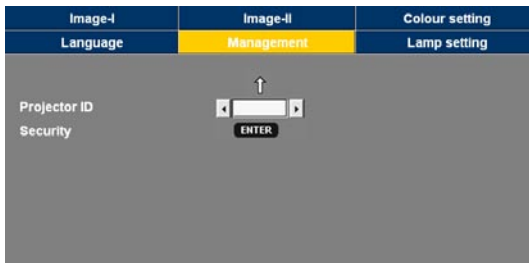 Image-I Image-II Colour setting
Language Management Lamp setting
Projector ID
Security ENTER